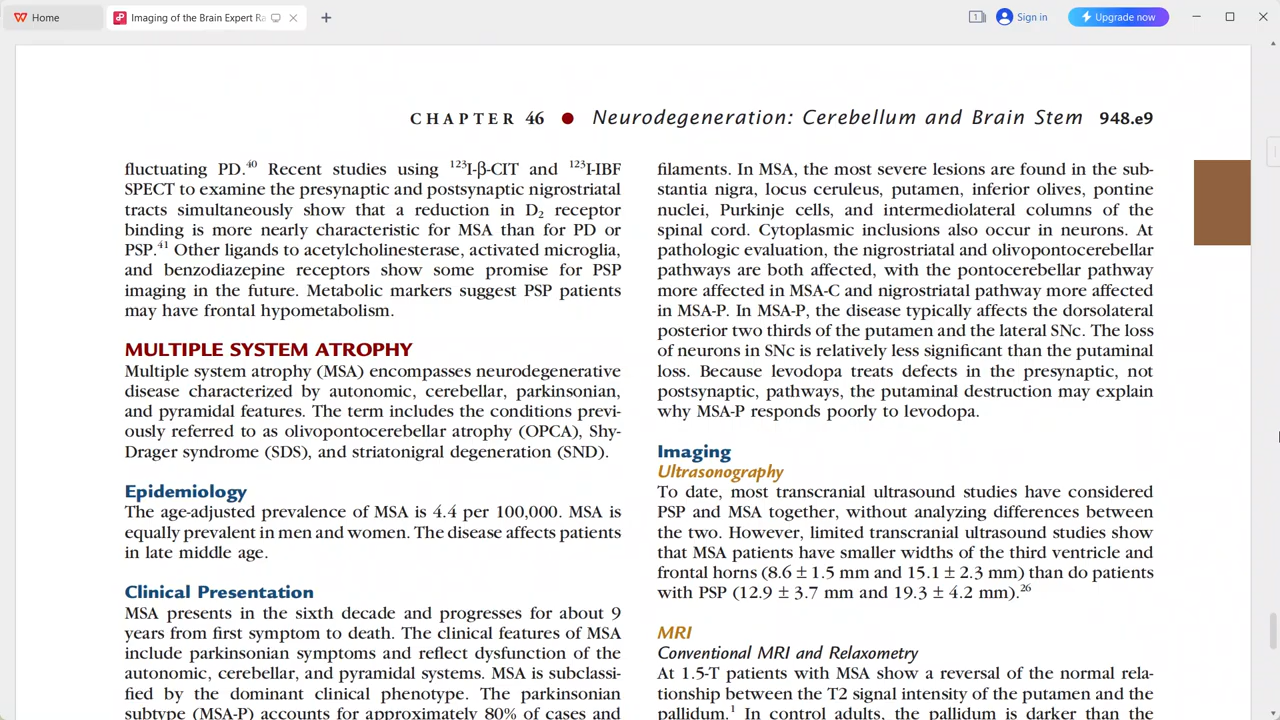 Home
Imaging of the Brain Expert Ra
1
Sign in
Upgrade now
CHAPTER 46 ● Neurodegeneration: Cerebellum and Brain Stem 948.e9
fluctuating PD.40 Recent studies using 123I-β-CIT and 123I-IBF
SPECT to examine the presynaptic and postsynaptic nigrostriatal
tracts simultaneously show that a reduction in D2 receptor
binding is more nearly characteristic for MSA than for PD or
PSP.41 Other ligands to acetylcholinesterase, activated microglia,
and benzodiazepine receptors show some promise for PSP
imaging in the future. Metabolic markers suggest PSP patients
may have frontal hypometabolism.
MULTIPLE SYSTEM ATROPHY
Multiple system atrophy (MSA) encompasses neurodegenerative
disease characterized by autonomic, cerebellar, parkinsonian,
and pyramidal features. The term includes the conditions previ-
ously referred to as olivopontocerebellar atrophy (OPCA), Shy-
Drager syndrome (SDS), and striatonigral degeneration (SND).
Epidemiology
The age-adjusted prevalence of MSA is 4.4 per 100,000. MSA is
equally prevalent in men and women. The disease affects patients
in late middle age.
Clinical Presentation
MSA presents in the sixth decade and progresses for about 9
years from first symptom to death. The clinical features of MSA
include parkinsonian symptoms and reflect dysfunction of the
autonomic, cerebellar, and pyramidal systems. MSA is subclassi-
fied by the dominant clinical phenotype. The parkinsonian
subtype (MSA-P) accounts for approximately 80% of cases and
filaments. In MSA, the most severe lesions are found in the sub-
stantia nigra, locus ceruleus, putamen, inferior olives, pontine
nuclei, Purkinje cells, and intermediolateral columns of the
spinal cord. Cytoplasmic inclusions also occur in neurons. At
pathologic evaluation, the nigrostriatal and olivopontocerebellar
pathways are both affected, with the pontocerebellar pathway
more affected in MSA-C and nigrostriatal pathway more affected
in MSA-P. In MSA-P, the disease typically affects the dorsolateral
posterior two thirds of the putamen and the lateral SNc. The loss
of neurons in SNc is relatively less significant than the putaminal
loss. Because levodopa treats defects in the presynaptic, not
postsynaptic, pathways, the putaminal destruction may explain
why MSA-P responds poorly to levodopa.
Imaging
Ultrasonography
To date, most transcranial ultrasound studies have considered
PSP and MSA together, without analyzing differences between
the two. However, limited transcranial ultrasound studies show
that MSA patients have smaller widths of the third ventricle and
frontal horns (8.6 ± 1.5 mm and 15.1 ± 2.3 mm) than do patients
with PSP (12.9 ± 3.7 mm and 19.3 ± 4.2 mm).26
MRI
Conventional MRI and Relaxometry
At 1.5-T patients with MSA show a reversal of the normal rela-
tionship between the T2 signal intensity of the putamen and the
pallidum.1 In control adults, the pallidum is darker than the